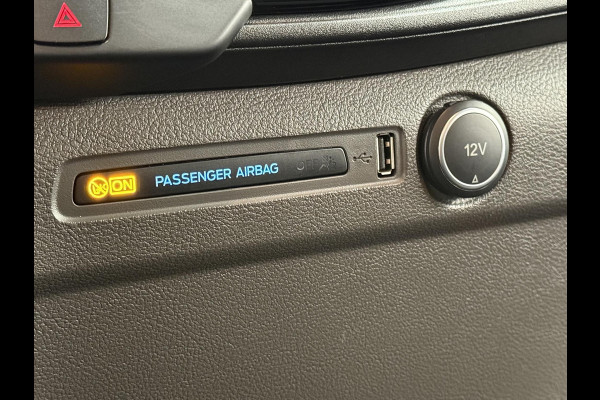 ON PASSENGER AIRBAG OFF
12V